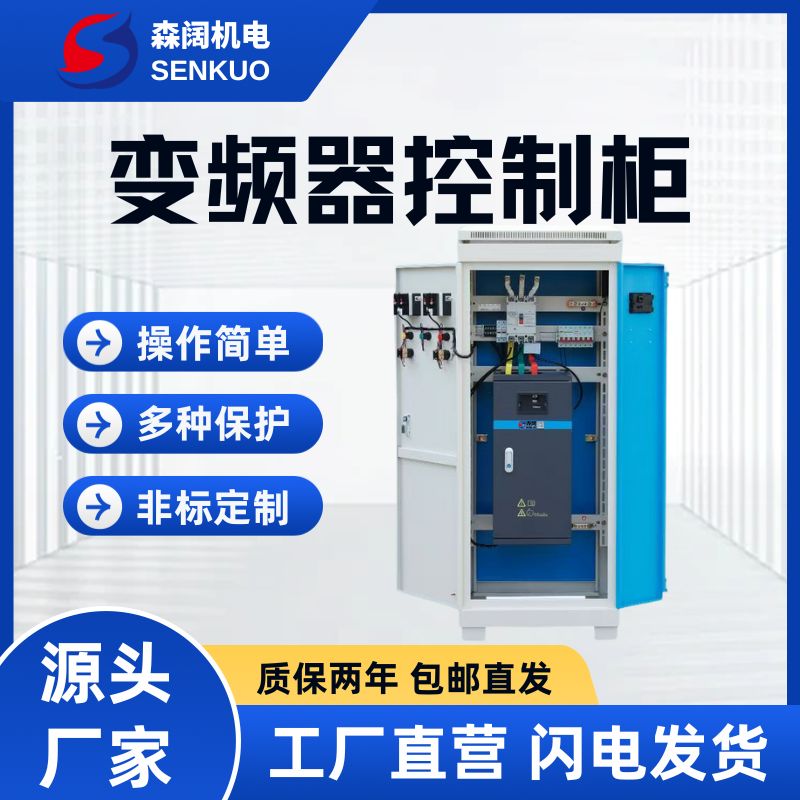 森阔机电
SENKUO
变频器控制柜
操作简单
多种保护
非标定制
源头
厂家
质保两年 包邮直发
工厂直营 闪电发货